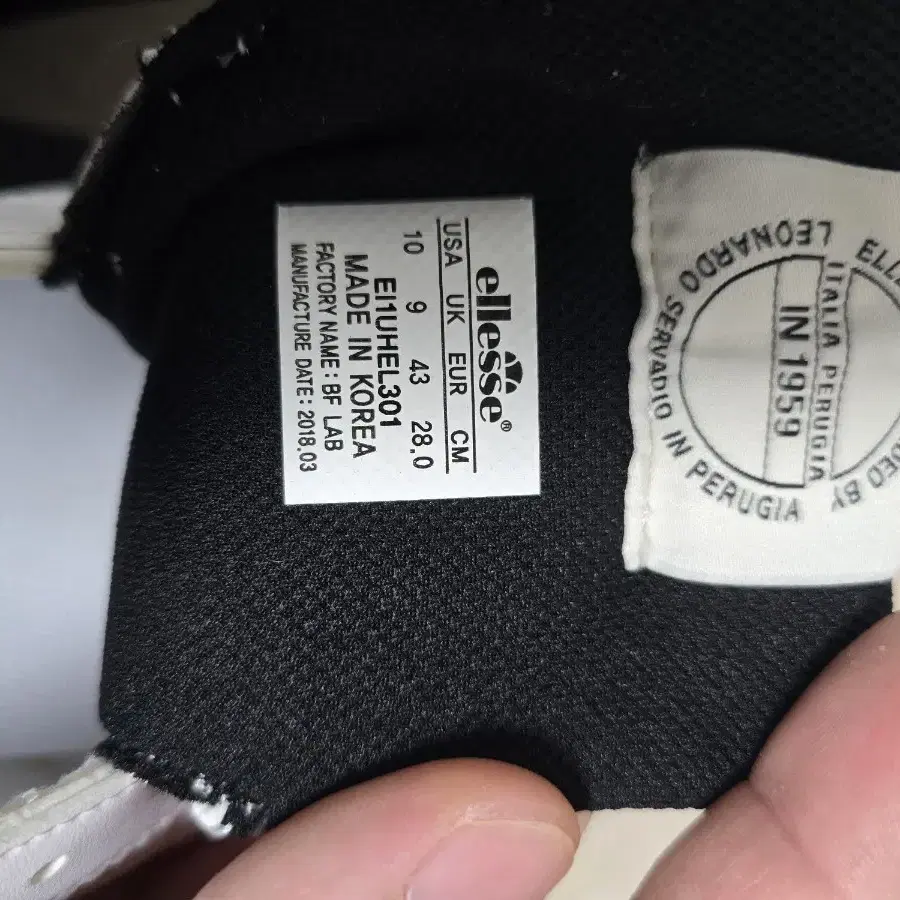 ellesse®
USA UK EUR CM
10 9 43 28.0
EI1UHEL301
MADE IN KOREA
FACTORY NAME : BF LAB
MANUFACTURE DATE : 2018.03
LEONARDO SERVADIO IN PERUGIA
ITALIA PERUGIA
IN 1959